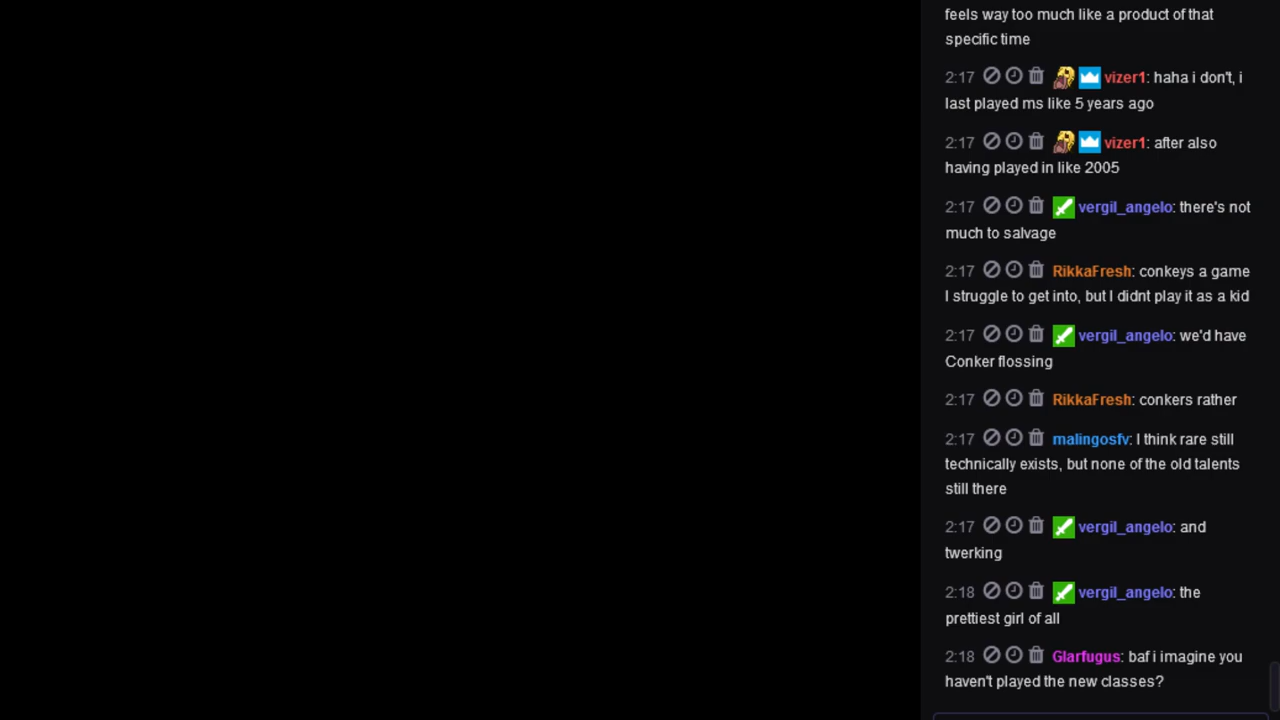 feels way too much like a product of that
specific time
2:17 vizer1: haha i don't, i
last played ms like 5 years ago
2:17 vizer1: after also
having played in like 2005
2:17 vergil_angelo: there's not
much to salvage
2:17 RikkaFresh: conkeys a game
I struggle to get into, but I didnt play it as a kid
2:17 vergil_angelo: we'd have
Conker flossing
2:17 RikkaFresh: conkers rather
2:17 malingosfv: I think rare still
technically exists, but none of the old talents
still there
2:17 vergil_angelo: and
twerking
2:18 vergil_angelo: the
prettiest girl of all
2:18 Glarfugus: baf i imagine you
haven't played the new classes?